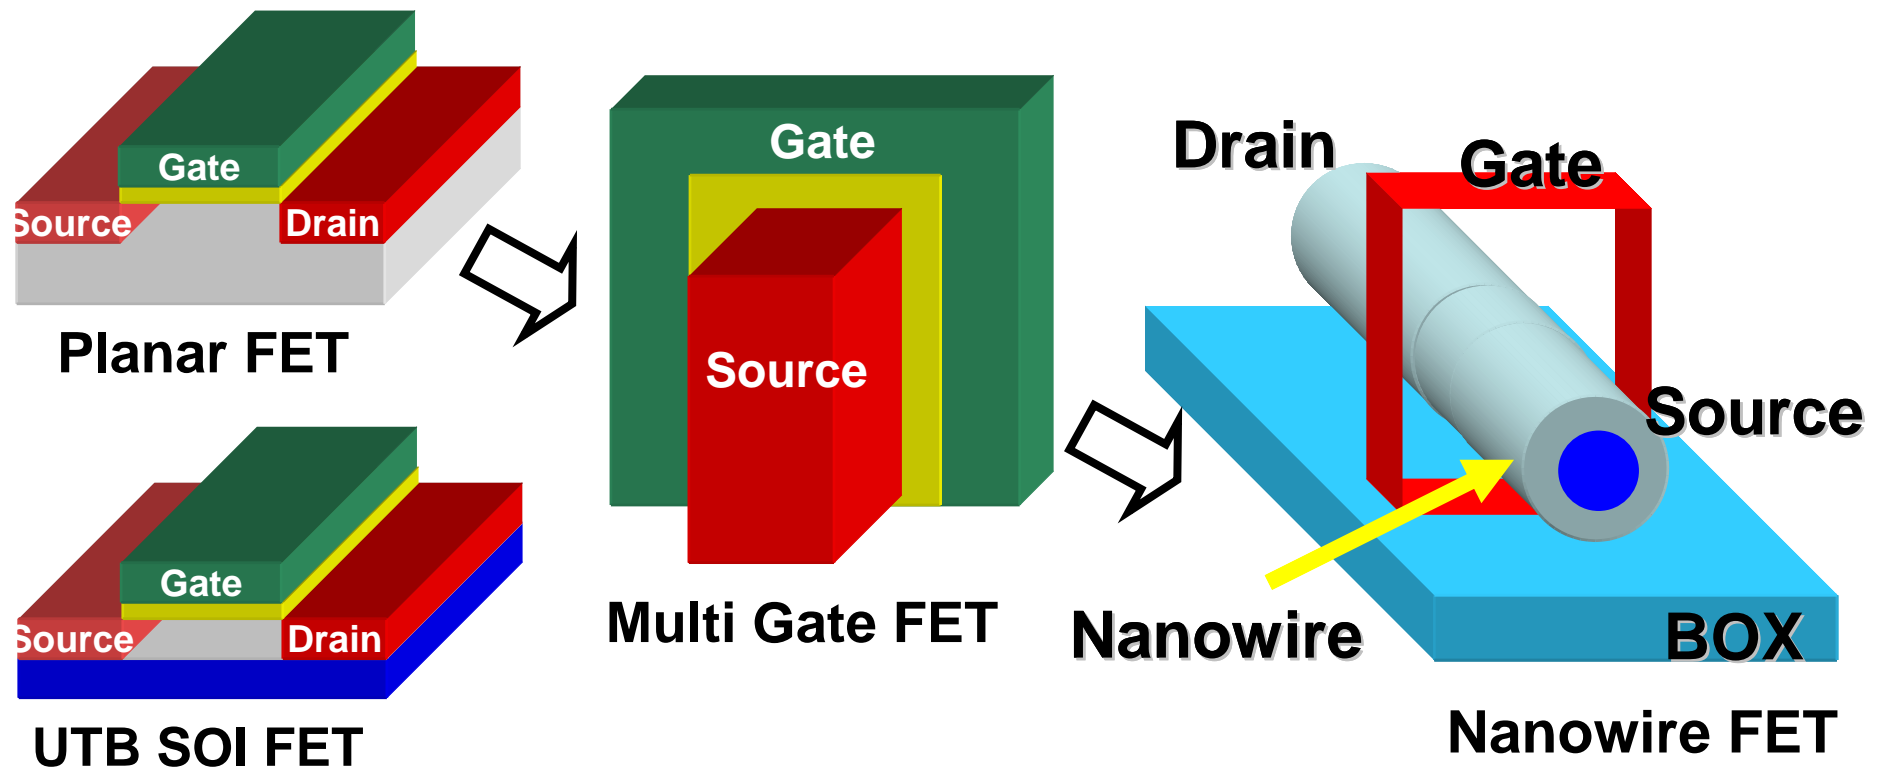 Gate
Source
Drain
Planar FET
Gate
Source
Drain
UTB SOI FET
Gate
Source
Multi Gate FET
Drain
Gate
Source
Nanowire
BOX
Nanowire FET